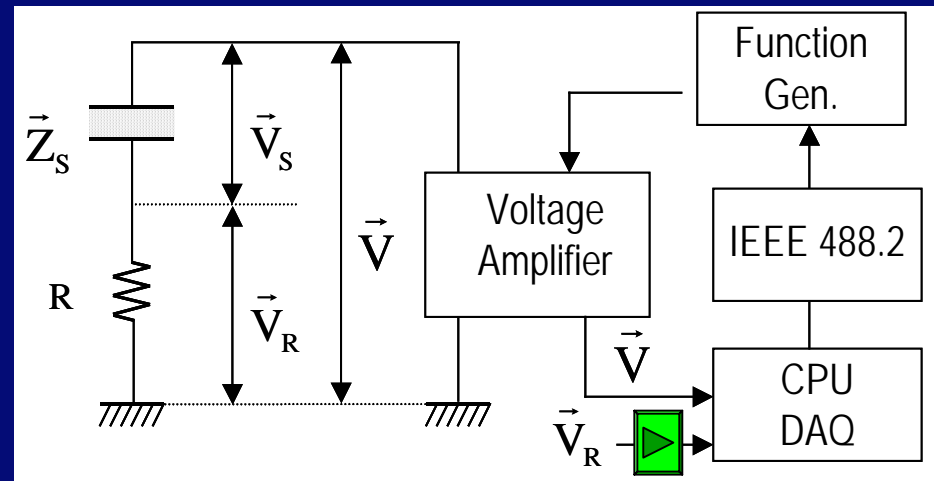 Function
Gen.
Z⃗S
V⃗S
Voltage
Amplifier
IEEE 488.2
V⃗
R
V⃗R
V⃗
CPU
DAQ
V⃗R